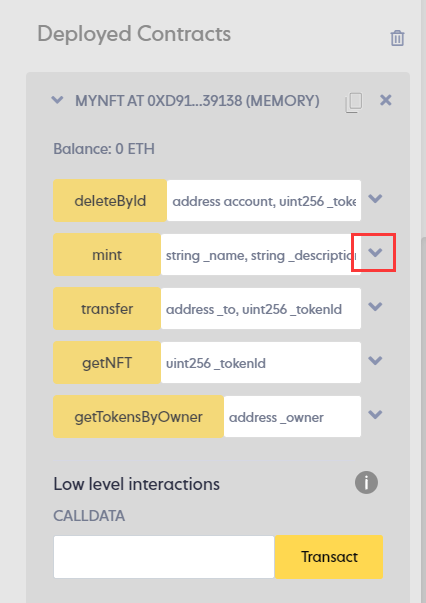 Deployed Contracts
MYNFT AT 0XD91...39138 (MEMORY)
Balance: 0 ETH
deleteById address account, uint256 _toke
mint string _name, string _description
transfer address _to, uint256 _tokenId
getNFT uint256 _tokenId
getTokensByOwner address _owner
Low level interactions i
CALLDATA
Transact